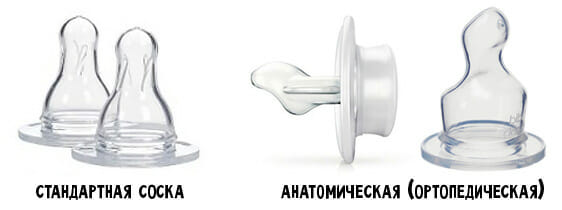 СТАНДАРТНАЯ СОСКА
АНАТОМИЧЕСКАЯ (ОРТОПЕДИЧЕСКАЯ)